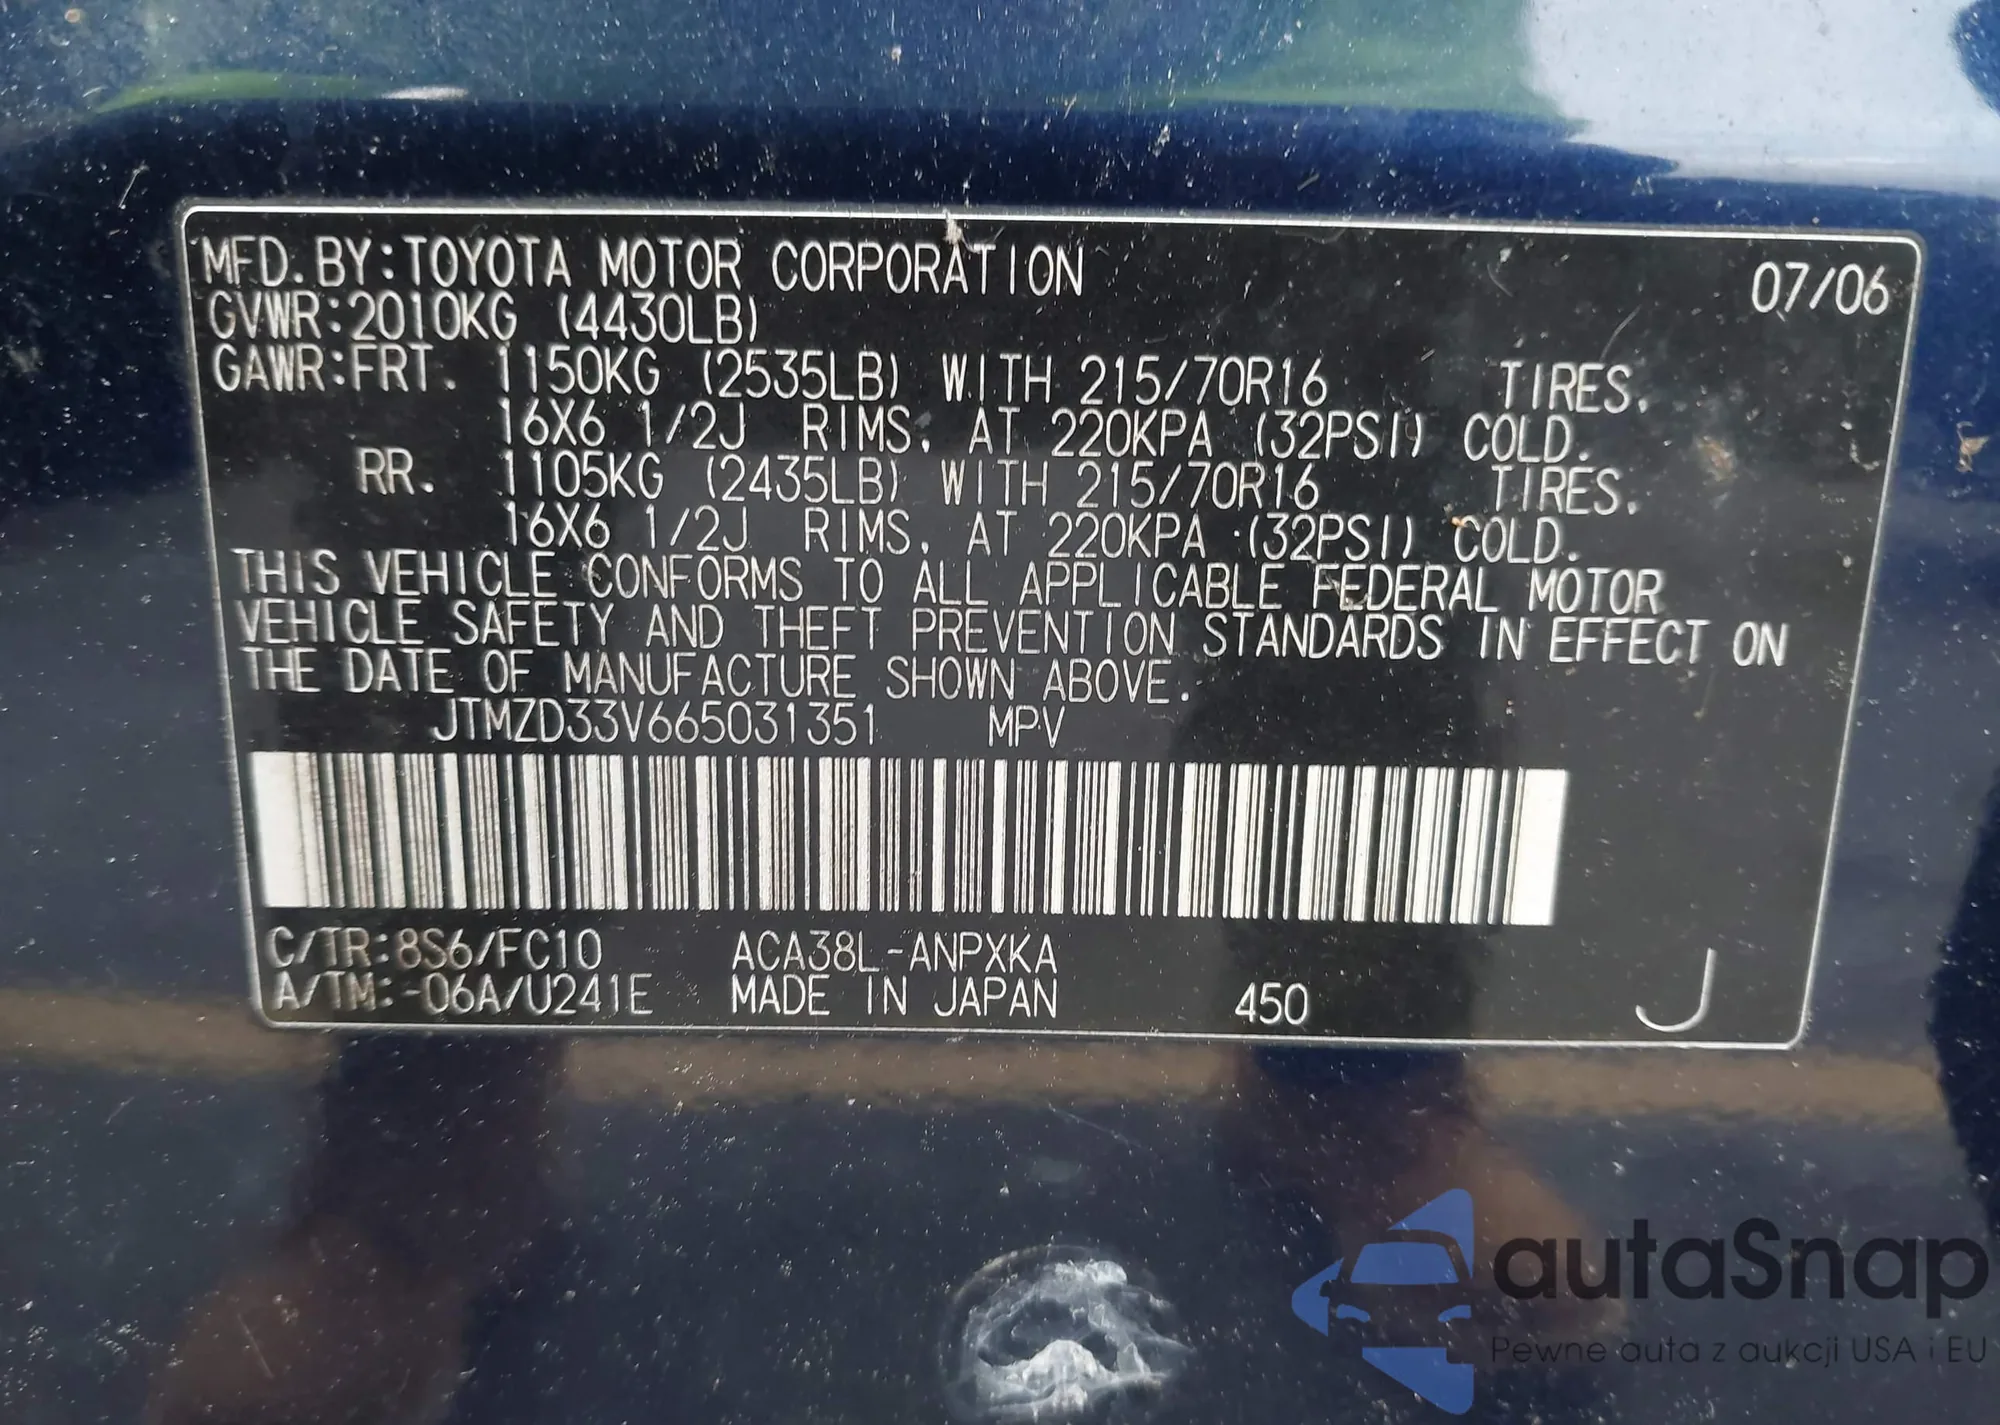 MFD.BY:TOYOTA MOTOR CORPORATION 07/06
GVWR:2010KG (4430LB)
GAWR:FRT. 1150KG (2535LB) WITH 215/70R16 TIRES.
16X6 1/2J RIMS. AT 220KPA (32PSI) COLD.
RR. 1105KG (2435LB) WITH 215/70R16 TIRES.
16X6 1/2J RIMS. AT 220KPA (32PSI) COLD.
THIS VEHICLE CONFORMS TO ALL APPLICABLE FEDERAL MOTOR
VEHICLE SAFETY AND THEFT PREVENTION STANDARDS IN EFFECT ON
THE DATE OF MANUFACTURE SHOWN ABOVE.
JTMZD33V665031351 MPV
C/TR:8S6/FC10 ACA38L-ANPXKA
A/TM:-06A/U241E MADE IN JAPAN 450 J
autaSnap
Pewne auta z aukcji USA i EU